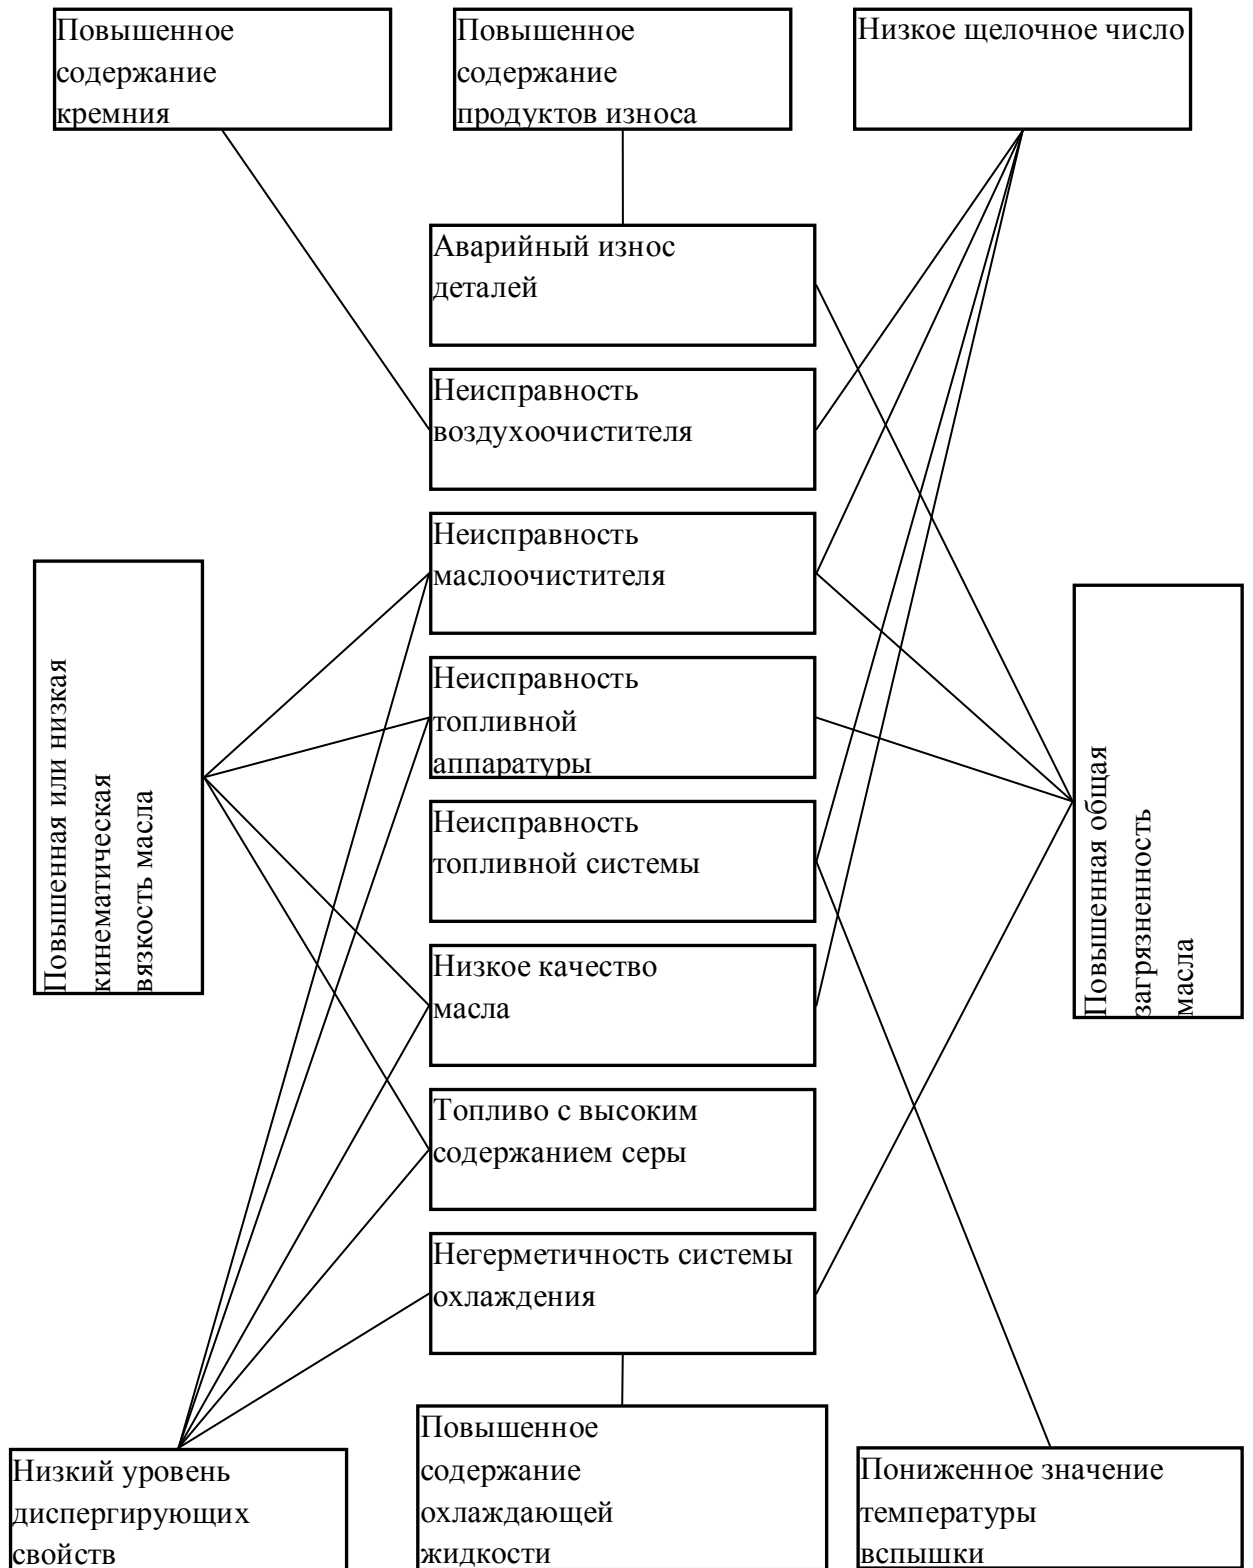 Повышенное
содержание
кремния
Повышенное
содержание
продуктов износа
Низкое щелочное число
Аварийный износ
деталей
Неисправность
воздухоочистителя
Неисправность
маслоочистителя
Неисправность
топливной
аппаратуры
Неисправность
топливной системы
Низкое качество
масла
Топливо с высоким
содержанием серы
Негерметичность системы
охлаждения
Повышенная или низкая
кинематическая
вязкость масла
Повышенная общая
загрязненность
масла
Низкий уровень
диспергирующих
свойств
Повышенное
содержание
охлаждающей
жидкости
Пониженное значение
температуры
вспышки